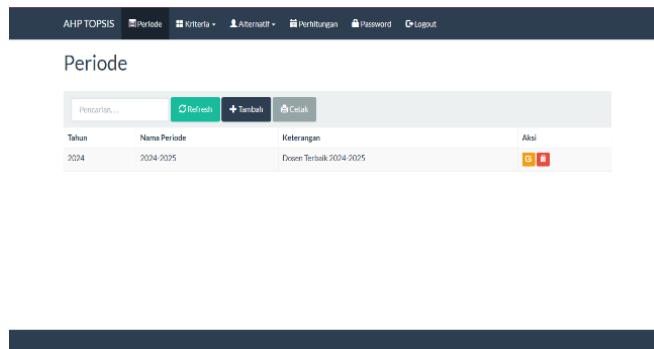 AHP TOPSIS Periode Kriteria Alternatif Perhitungan Password Logout
Periode
Pencarian... Refresh Tambah Cetak
Tahun Nama Periode Keterangan Aksi
2024 2024-2025 Dosen Terbaik 2024-2025